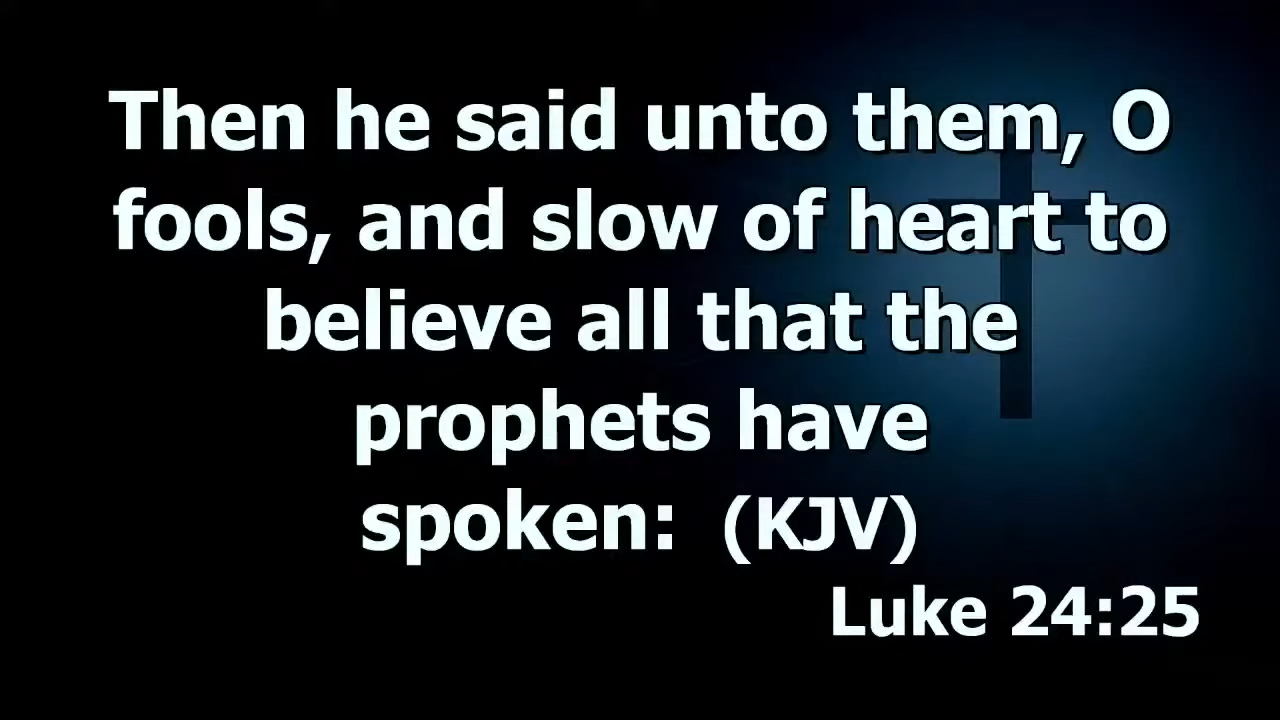 Then he said unto them, O
fools, and slow of heart to
believe all that the
prophets have
spoken: (KJV)
Luke 24:25